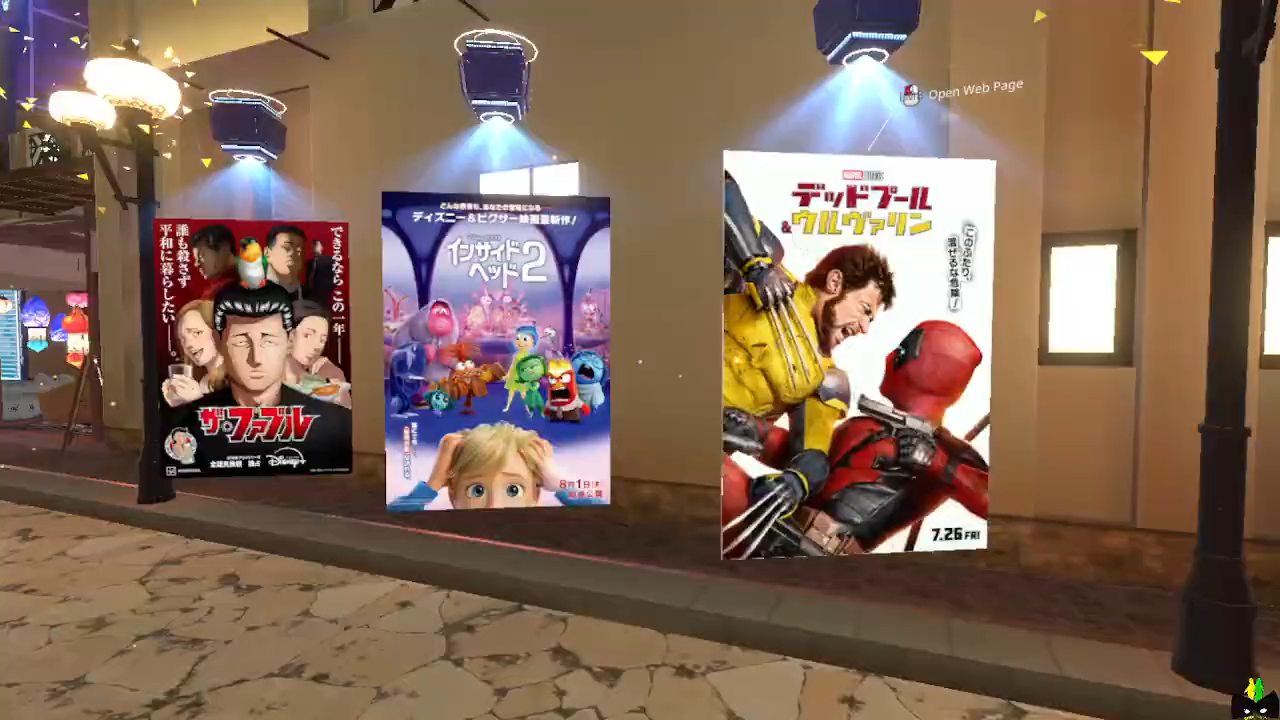 Open Web Page
できるなら この一年――
誰も殺さず
平和に暮らしたい――。
ザ・ファブル
Disney+
ディズニー&ピクサー映画最新作!
インサイド
ヘッド2
8月1日(木)
MARVEL STUDIOS
デッドプール
&ウルヴァリン
このふたり、
混ぜるな危険!
7.26 FRI